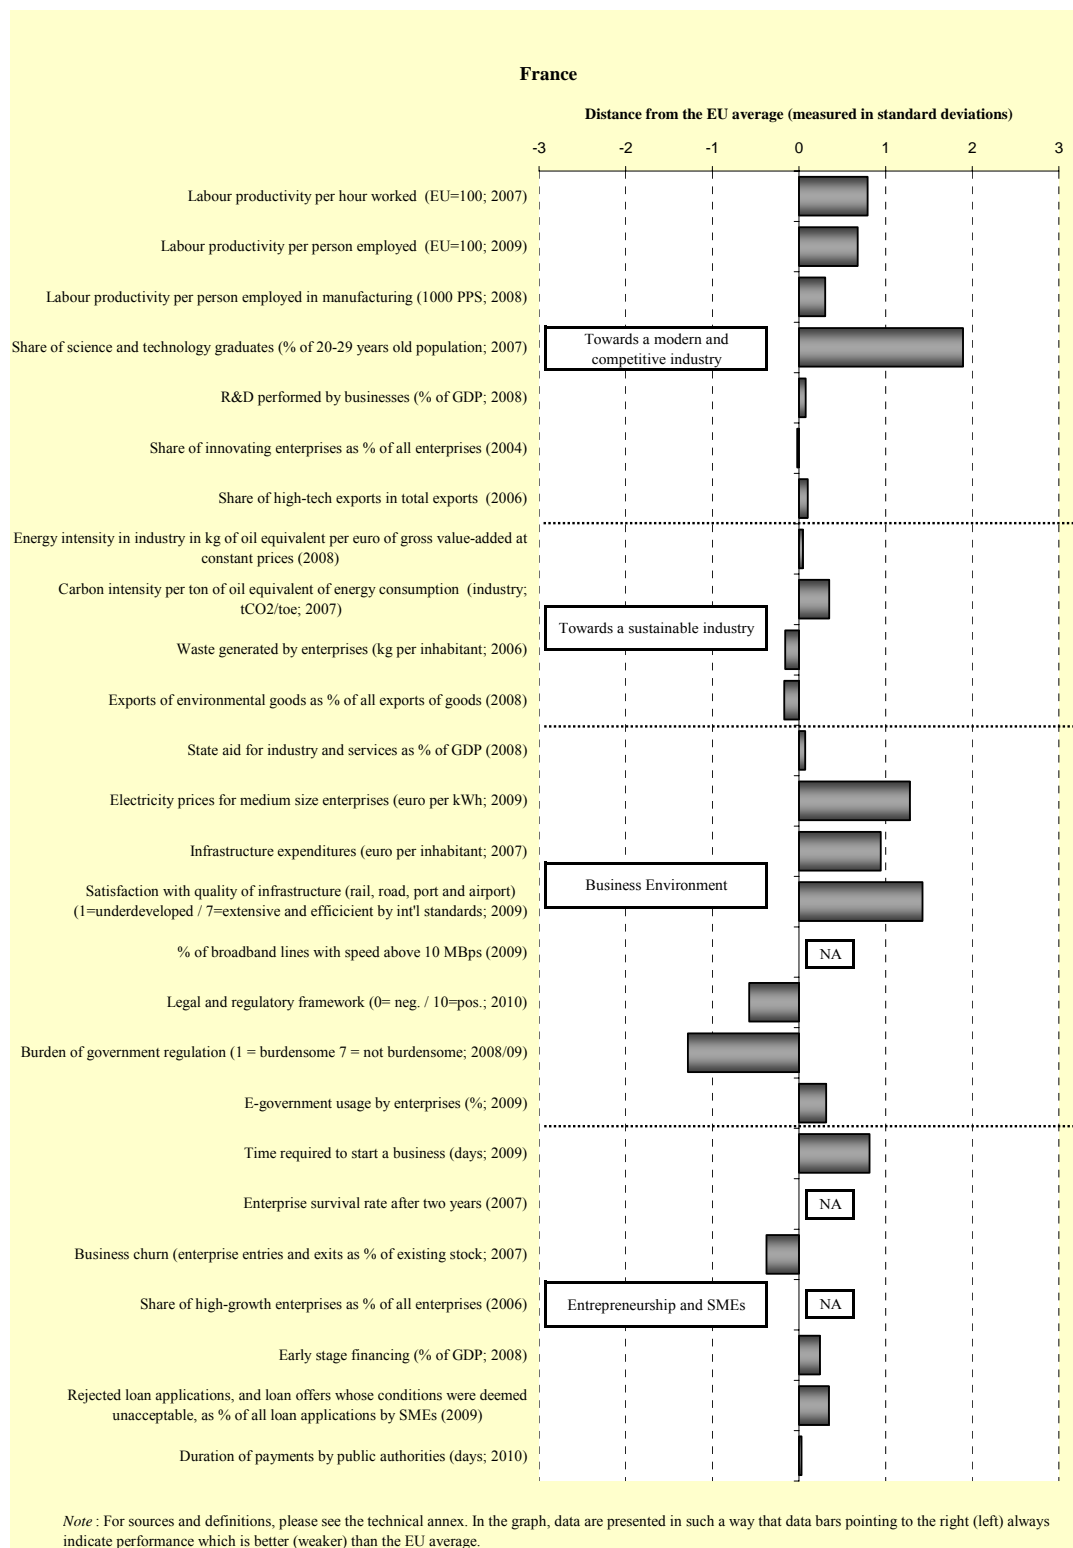 France
Distance from the EU average (measured in standard deviations)
-3 -2 -1 0 1 2 3
Labour productivity per hour worked (EU=100; 2007)
Labour productivity per person employed (EU=100; 2009)
Labour productivity per person employed in manufacturing (1000 PPS; 2008)
Share of science and technology graduates (% of 20-29 years old population; 2007)
Towards a modern and
competitive industry
R&D performed by businesses (% of GDP; 2008)
Share of innovating enterprises as % of all enterprises (2004)
Share of high-tech exports in total exports (2006)
Energy intensity in industry in kg of oil equivalent per euro of gross value-added at
constant prices (2008)
Carbon intensity per ton of oil equivalent of energy consumption (industry;
tCO2/toe; 2007)
Towards a sustainable industry
Waste generated by enterprises (kg per inhabitant; 2006)
Exports of environmental goods as % of all exports of goods (2008)
State aid for industry and services as % of GDP (2008)
Electricity prices for medium size enterprises (euro per kWh; 2009)
Infrastructure expenditures (euro per inhabitant; 2007)
Business Environment
Satisfaction with quality of infrastructure (rail, road, port and airport)
(1=underdeveloped / 7=extensive and efficicient by int'l standards; 2009)
% of broadband lines with speed above 10 MBps (2009)
NA
Legal and regulatory framework (0= neg. / 10=pos.; 2010)
Burden of government regulation (1 = burdensome 7 = not burdensome; 2008/09)
E-government usage by enterprises (%; 2009)
Time required to start a business (days; 2009)
Enterprise survival rate after two years (2007)
NA
Business churn (enterprise entries and exits as % of existing stock; 2007)
Share of high-growth enterprises as % of all enterprises (2006)
Entrepreneurship and SMEs
NA
Early stage financing (% of GDP; 2008)
Rejected loan applications, and loan offers whose conditions were deemed
unacceptable, as % of all loan applications by SMEs (2009)
Duration of payments by public authorities (days; 2010)
Note : For sources and definitions, please see the technical annex. In the graph, data are presented in such a way that data bars pointing to the right (left) always
indicate performance which is better (weaker) than the EU average.